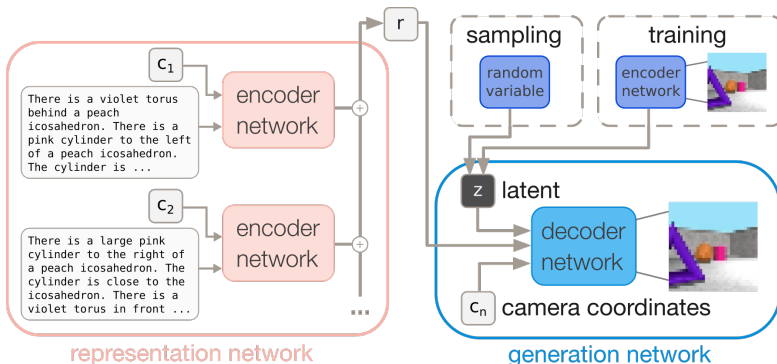 r
sampling
training
c1
random
variable
encoder
network
There is a violet torus
behind a peach
icosahedron. There is a
pink cylinder to the left
of a peach icosahedron.
The cylinder is ...
encoder
network
+
z
latent
c2
There is a large pink
cylinder to the right of
a peach icosahedron. The
cylinder is close to the
icosahedron. There is a
violet torus in front ...
encoder
network
+
decoder
network
...
cn
camera coordinates
representation network
generation network